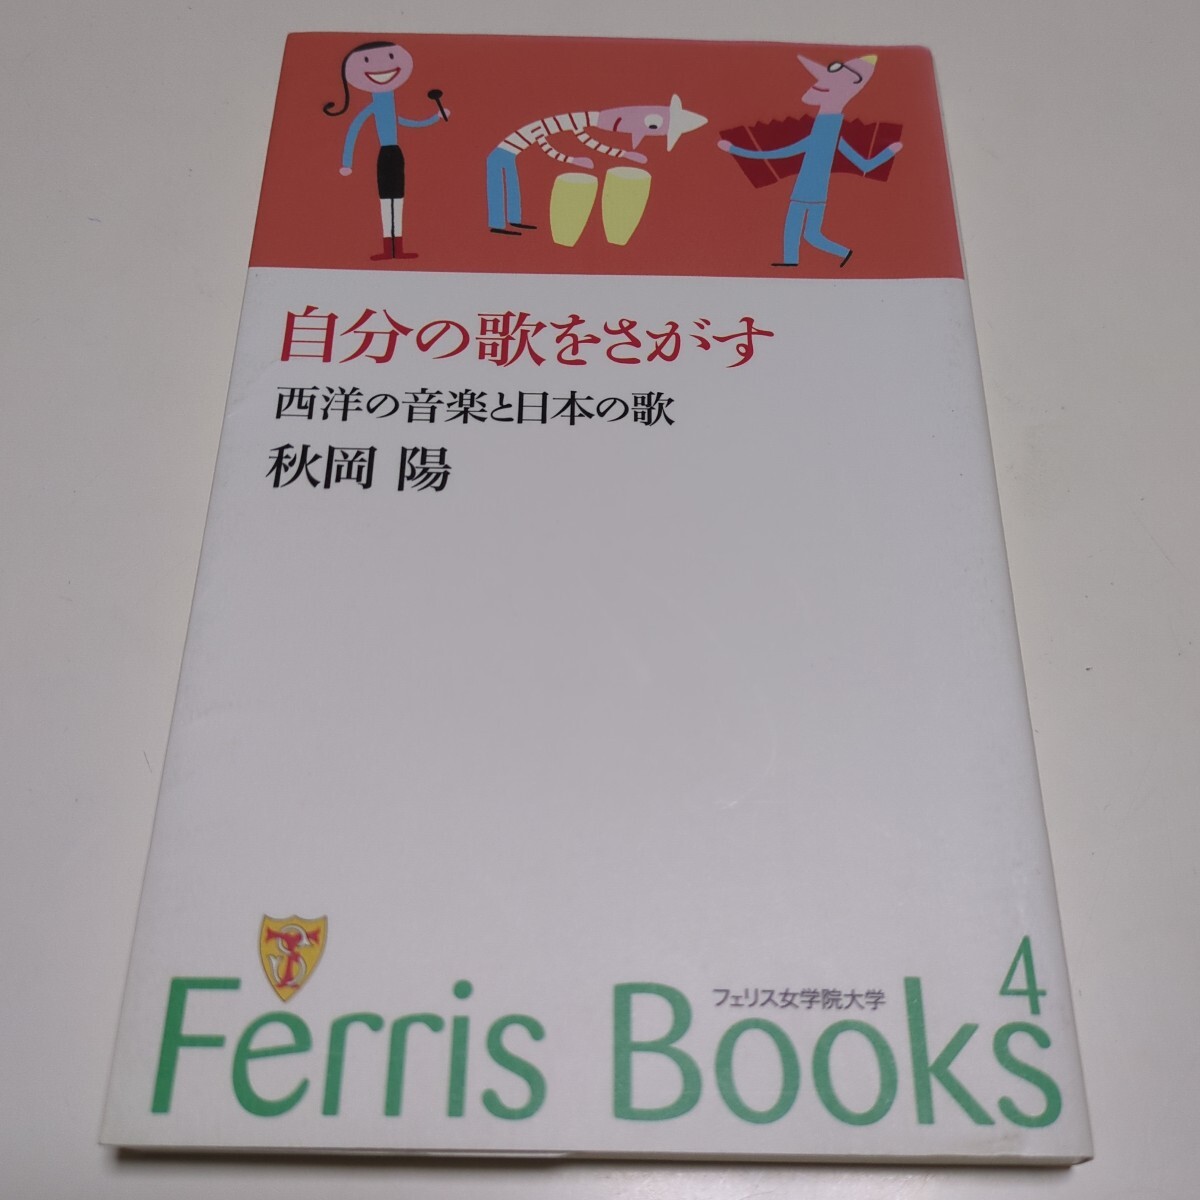 自分の歌をさがす
西洋の音楽と日本の歌
秋岡 陽
フェリス女学院大学
4
Ferris Books